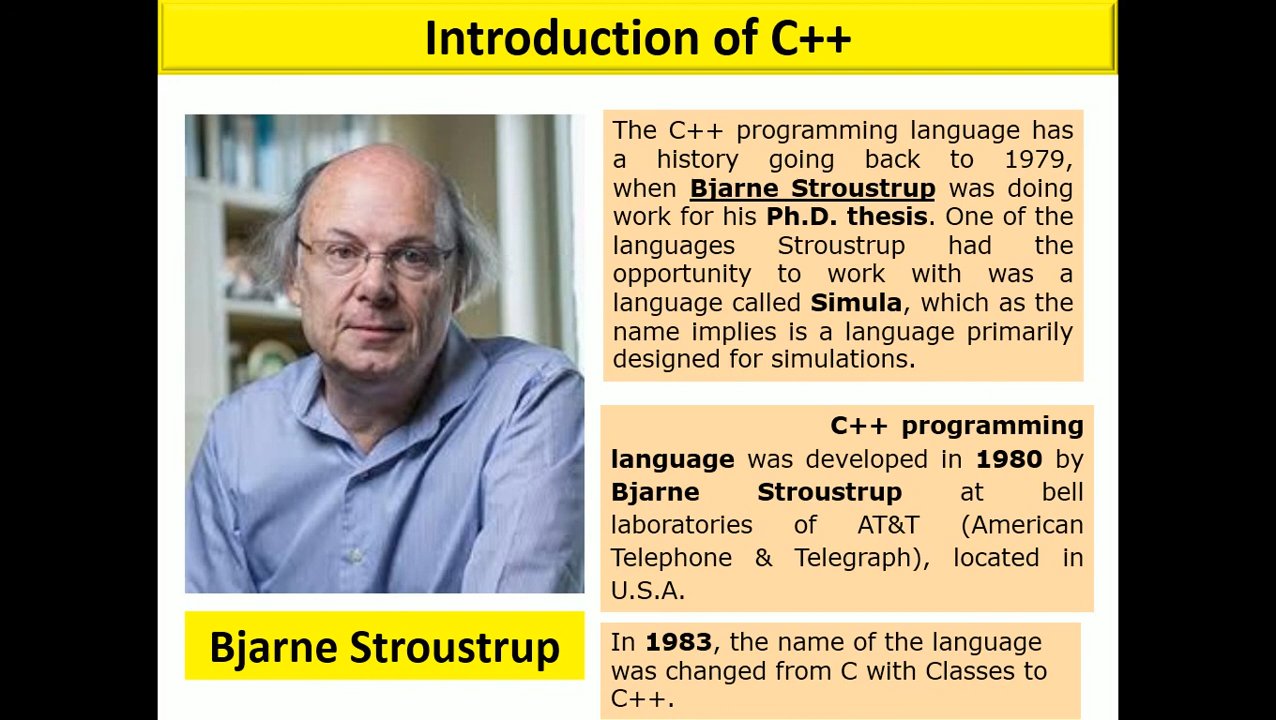 Introduction of C++
The C++ programming language has
a history going back to 1979,
when Bjarne Stroustrup was doing
work for his Ph.D. thesis. One of the
languages Stroustrup had the
opportunity to work with was a
language called Simula, which as the
name implies is a language primarily
designed for simulations.
C++ programming
language was developed in 1980 by
Bjarne Stroustrup at bell
laboratories of AT&T (American
Telephone & Telegraph), located in
U.S.A.
Bjarne Stroustrup
In 1983, the name of the language
was changed from C with Classes to
C++.